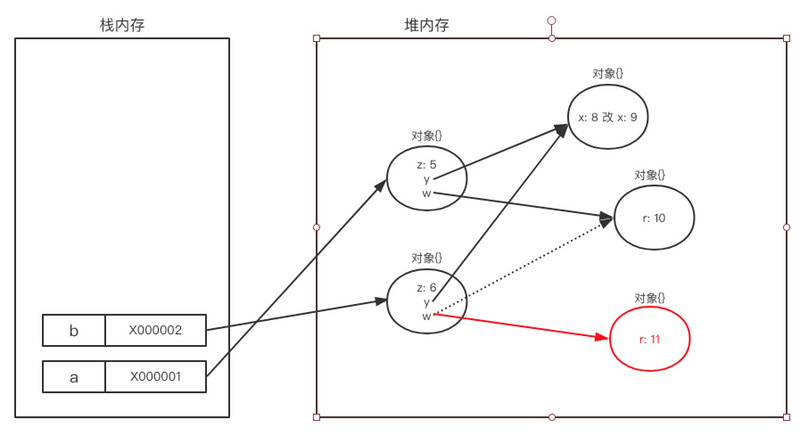 栈内存
堆内存
对象{}
x: 8 改 x: 9
对象{}
z: 5
y
w
对象{}
r: 10
对象{}
z: 6
y
w
对象{}
r: 11
b X000002
a X000001